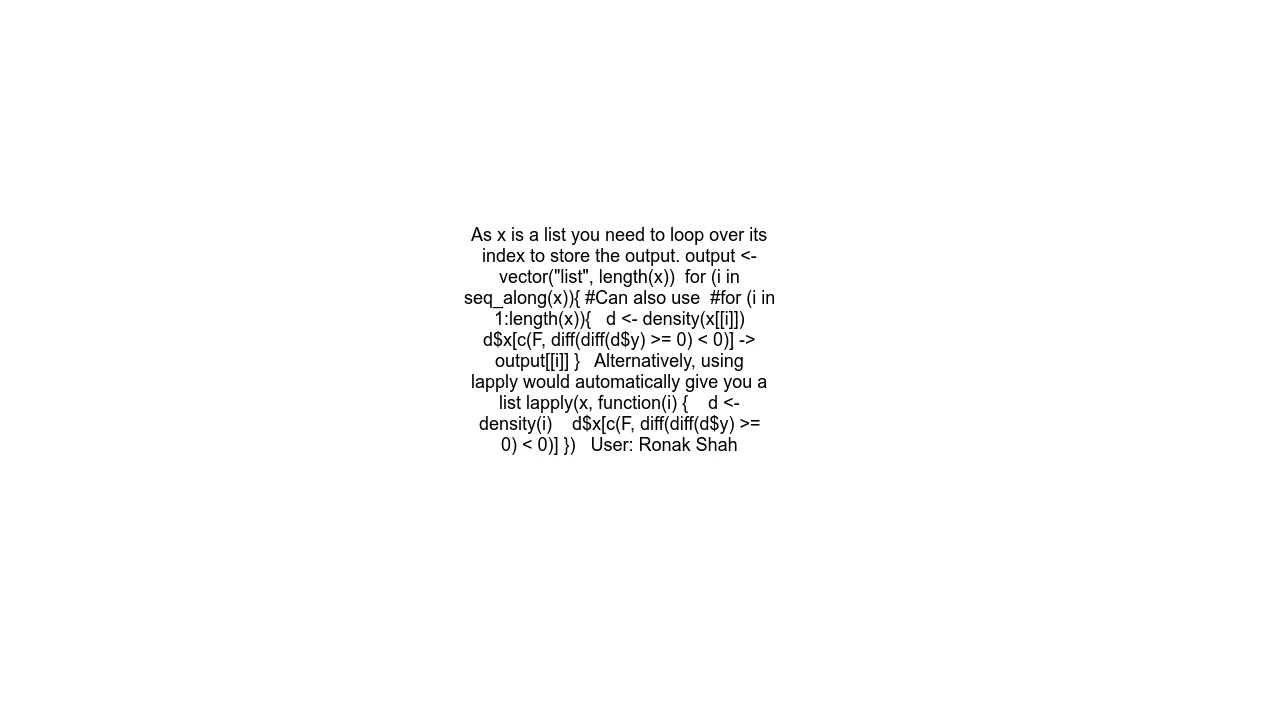 As x is a list you need to loop over its
index to store the output. output <-
vector("list", length(x))  for (i in
seq_along(x)){ #Can also use  #for (i in
1:length(x)){   d <- density(x[[i]])
d$x[c(F, diff(diff(d$y) >= 0) < 0)] ->
output[[i]] }   Alternatively, using
lapply would automatically give you a
list lapply(x, function(i) {    d <-
density(i)    d$x[c(F, diff(diff(d$y) >=
0) < 0)] })   User: Ronak Shah